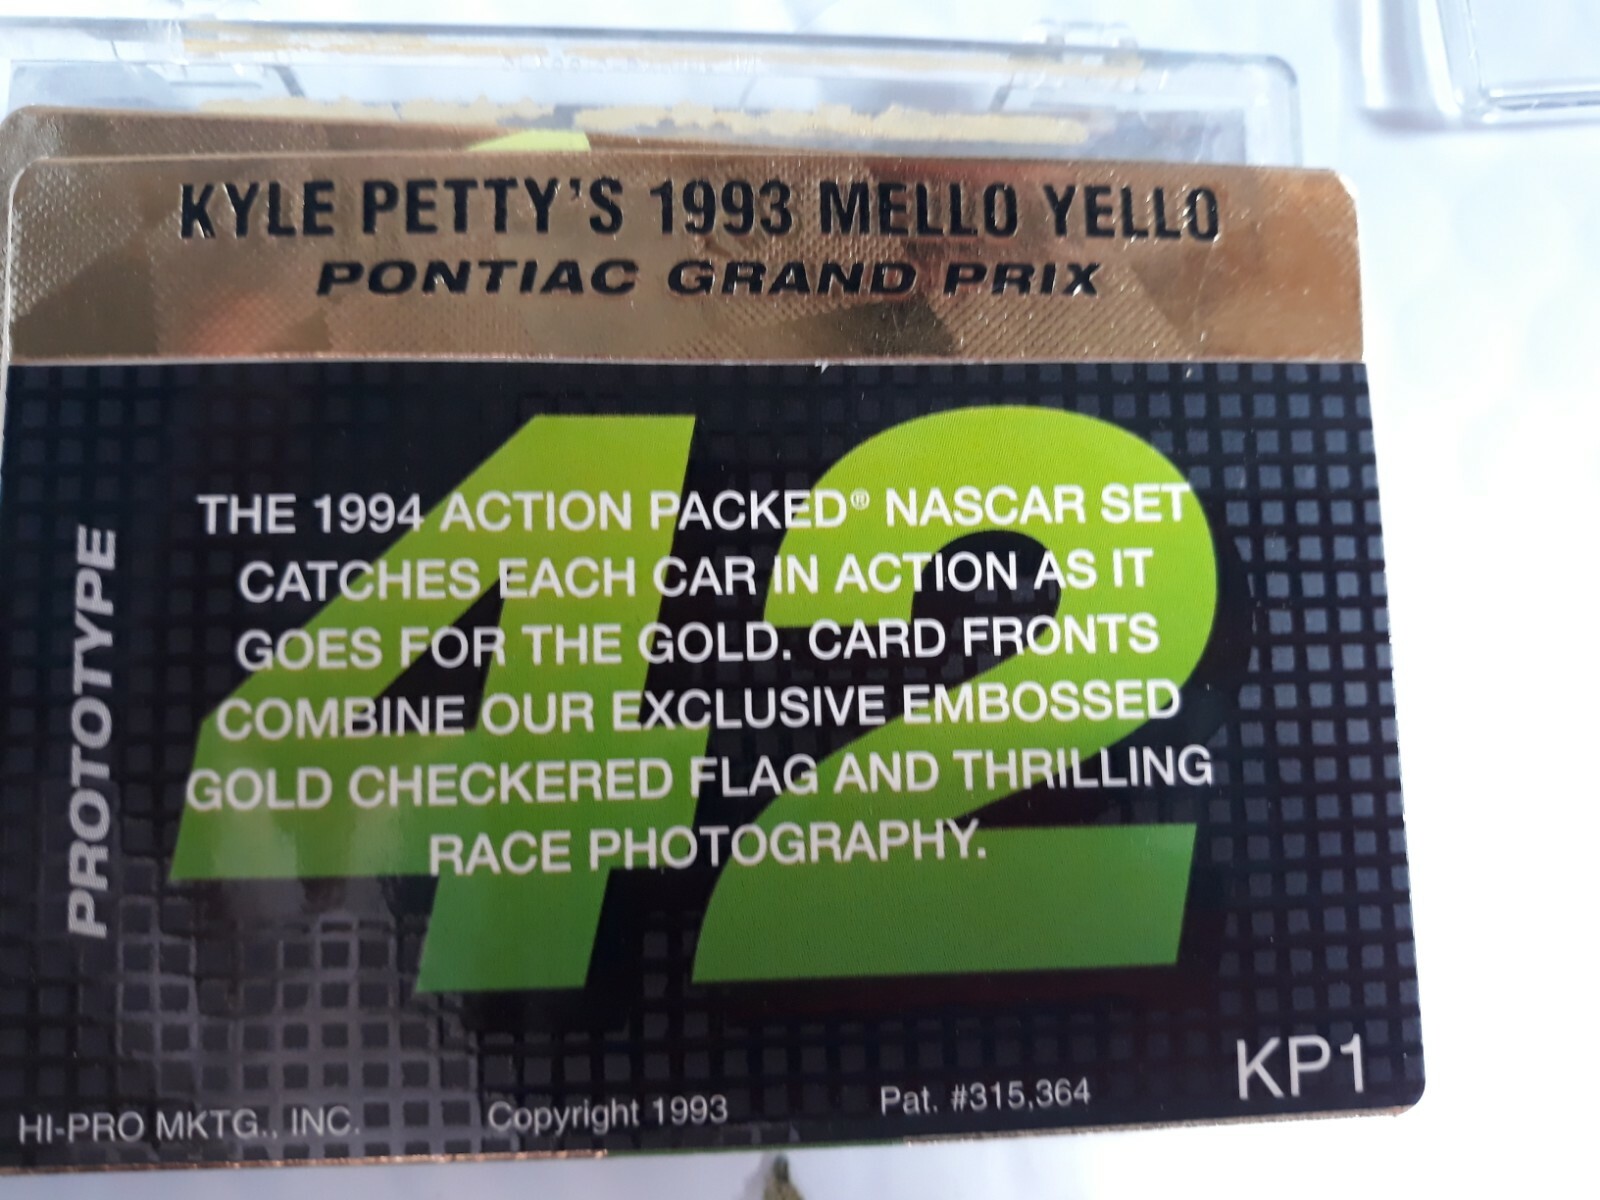 KYLE PETTY'S 1993 MELLO YELLO
PONTIAC GRAND PRIX
42
THE 1994 ACTION PACKED® NASCAR SET
CATCHES EACH CAR IN ACTION AS IT
GOES FOR THE GOLD. CARD FRONTS
COMBINE OUR EXCLUSIVE EMBOSSED
GOLD CHECKERED FLAG AND THRILLING
RACE PHOTOGRAPHY.
PROTOTYPE
KP1
HI-PRO MKTG., INC. Copyright 1993 Pat. #315,364